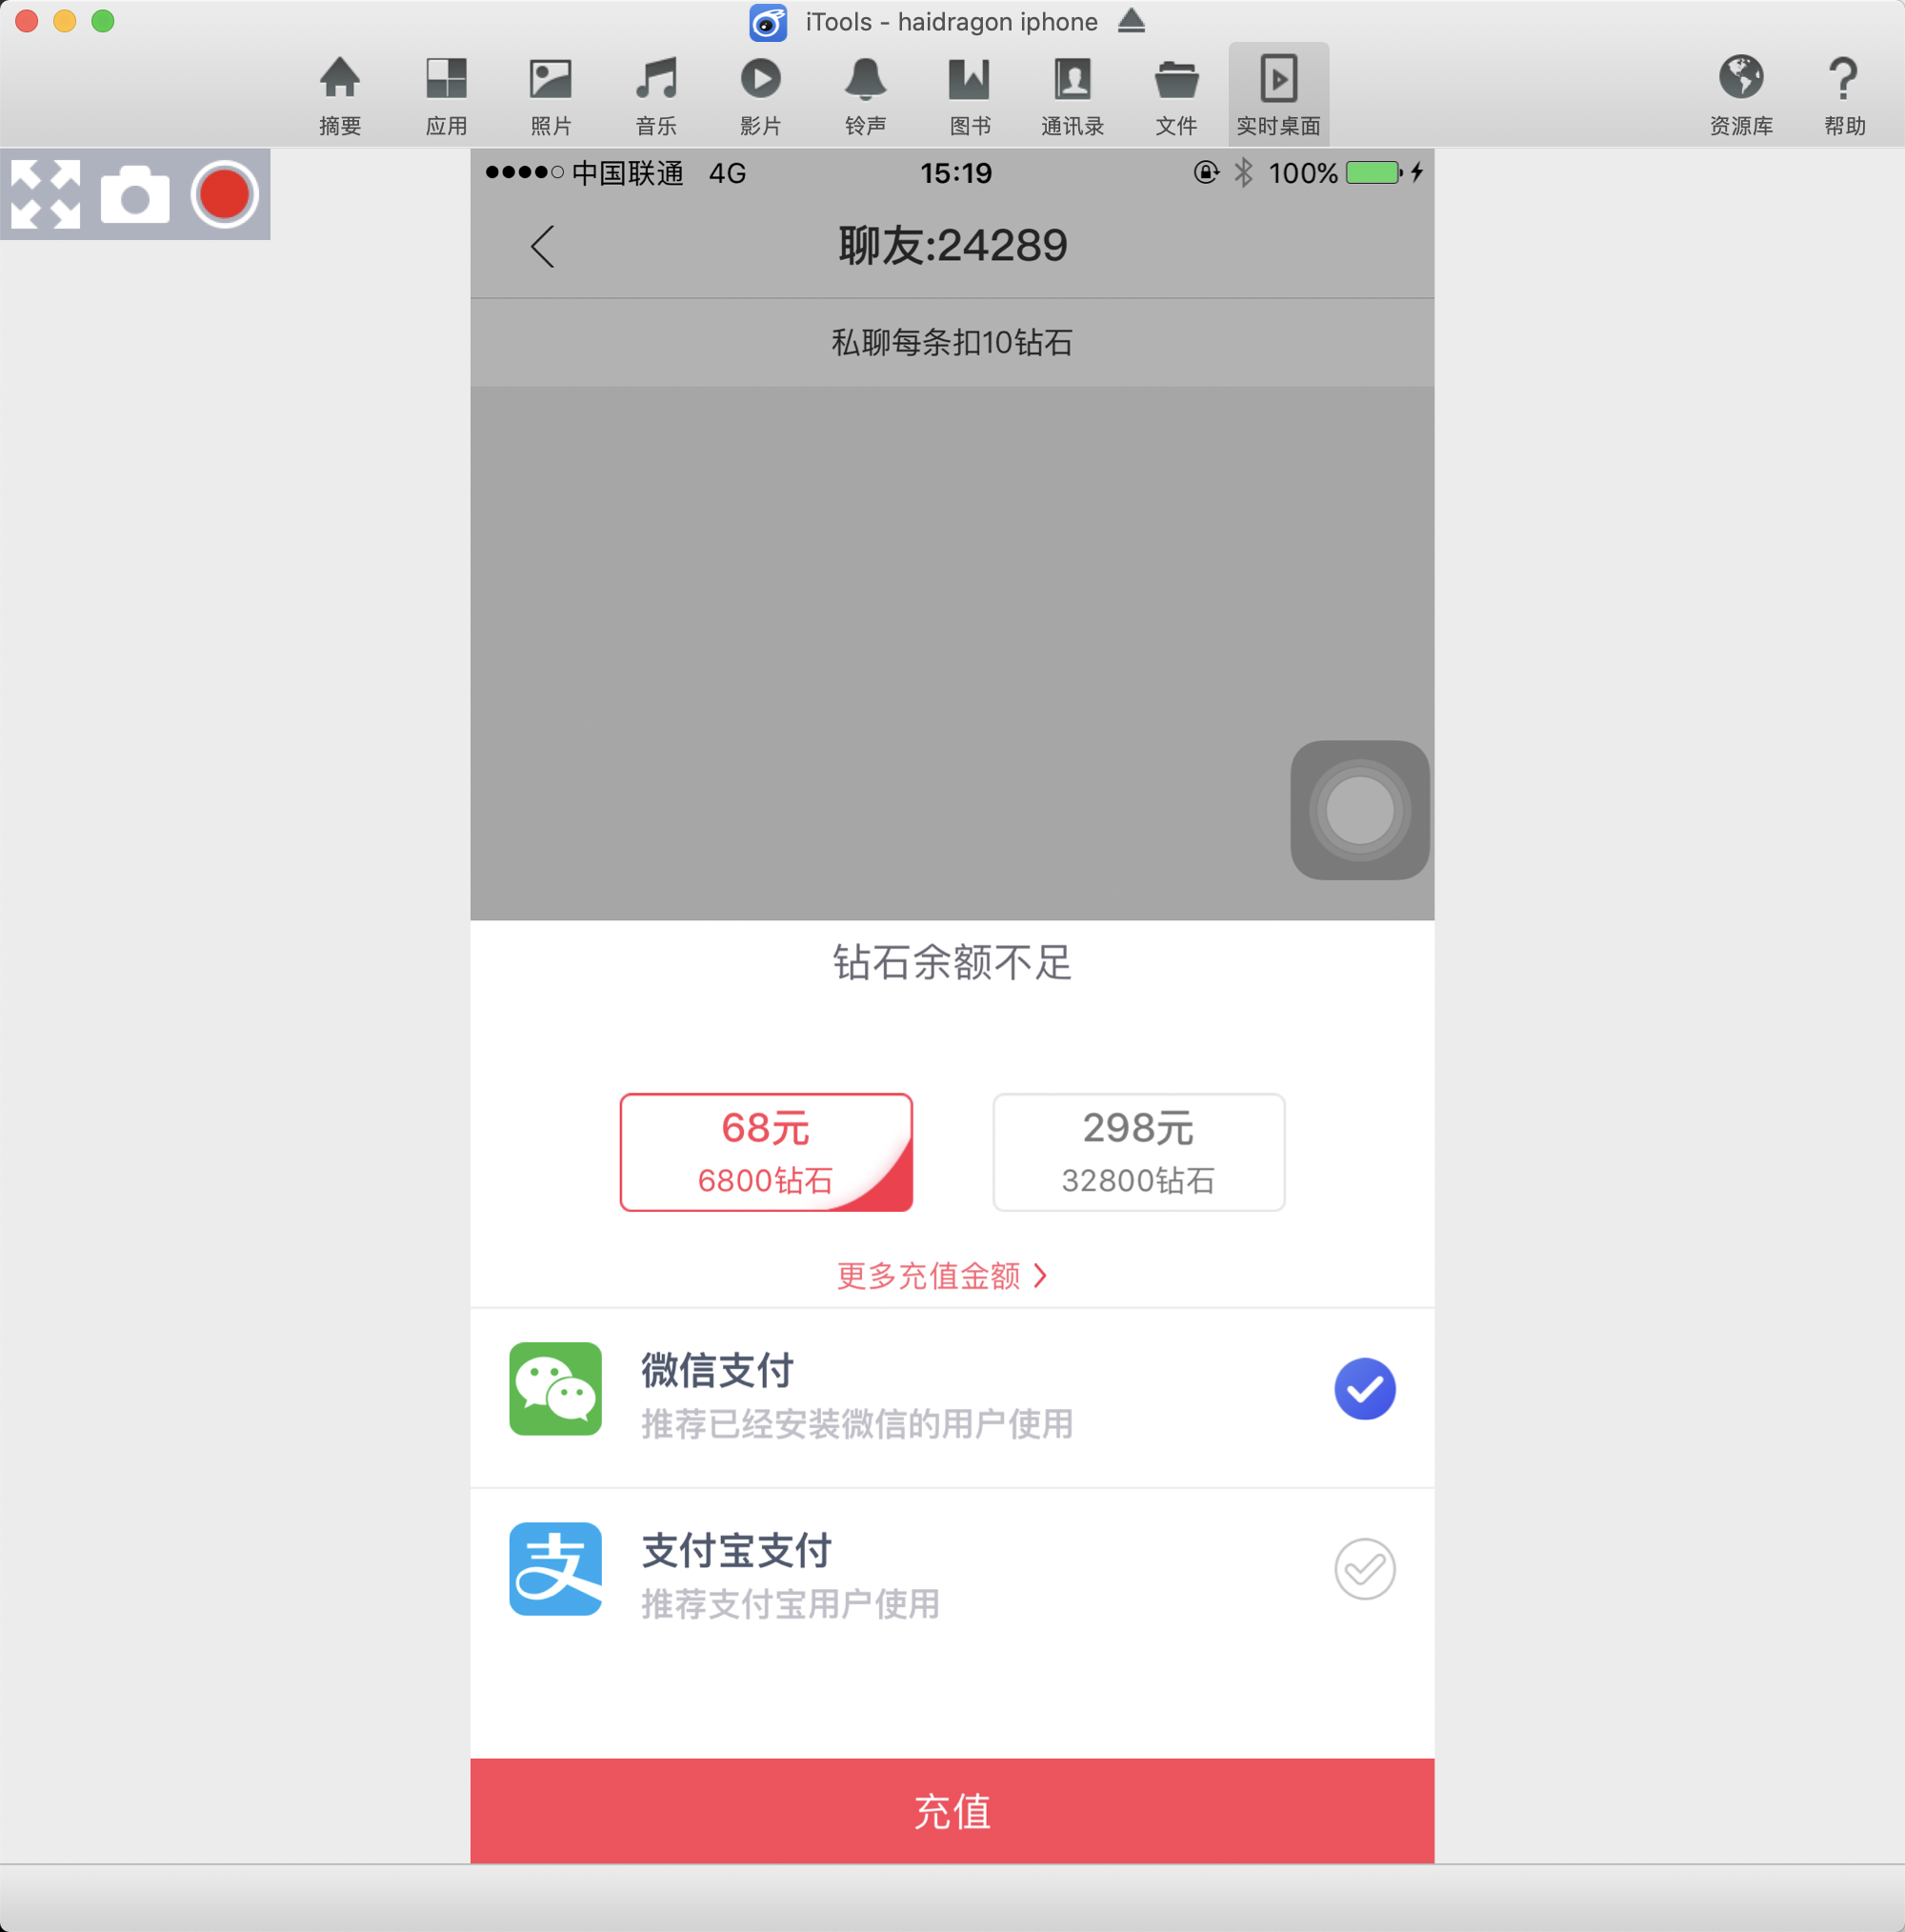 iTools - haidragon iphone
摘要 应用 照片 音乐 影片 铃声 图书 通讯录 文件 实时桌面 资源库 帮助
中国联通 4G 15:19 100%
聊友:24289
私聊每条扣10钻石
钻石余额不足
68元 298元
6800钻石 32800钻石
更多充值金额
微信支付
推荐已经安装微信的用户使用
支
支付宝支付
推荐支付宝用户使用
充值